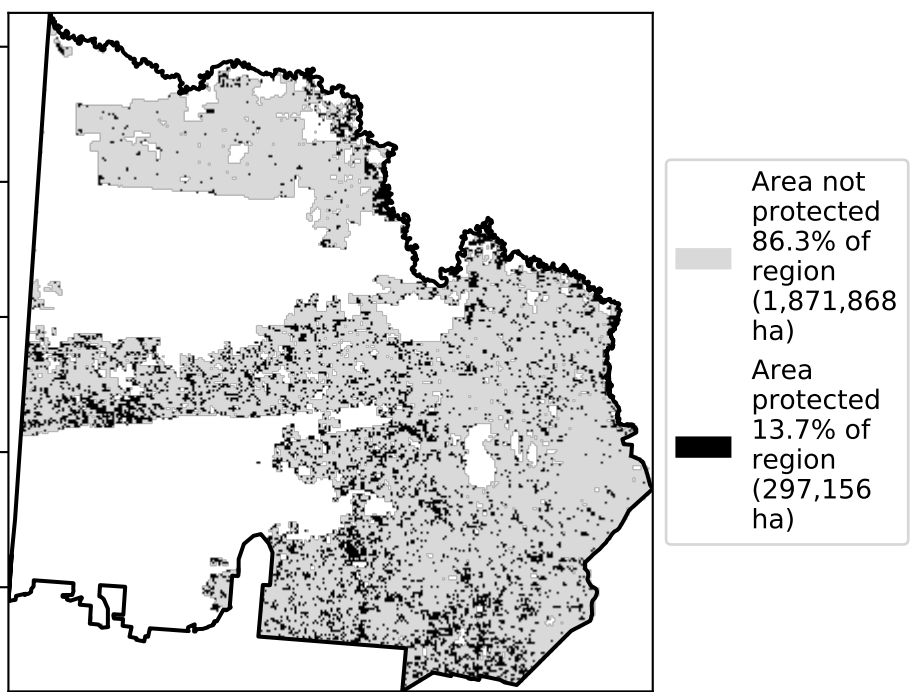 Area not
protected
86.3% of
region
(1,871,868
ha)
Area
protected
13.7% of
region
(297,156
ha)